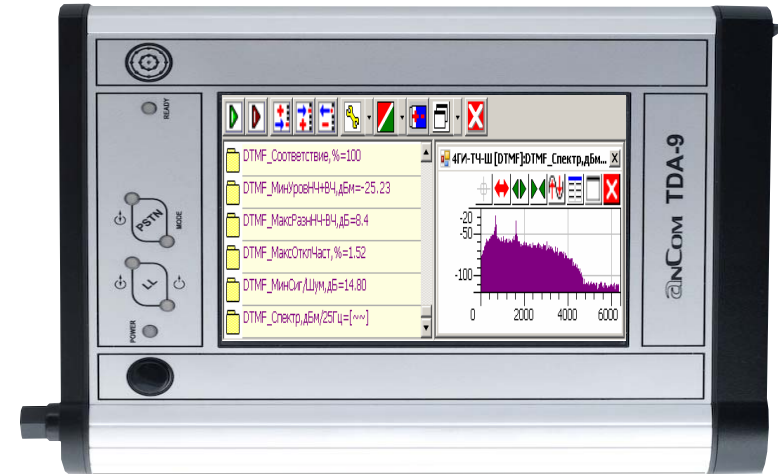 READY
PSTN
MODE
LL
POWER
DTMF_Соответствие,%=100
DTMF_МинУровНЧ+ВЧ,дБм=-25.23
DTMF_МаксРазнНЧ-ВЧ,дБ=8.4
DTMF_МаксОтклЧаст,%=1.52
DTMF_МинСиг/Шум,дБ=14.80
DTMF_Спектр,дБм/25Гц=[~~]
4ГИ-ТЧ-Ш [DTMF]:DTMF_Спектр,дБм...
-20
-50
-100
0 2000 4000 6000
anCom TDA-9